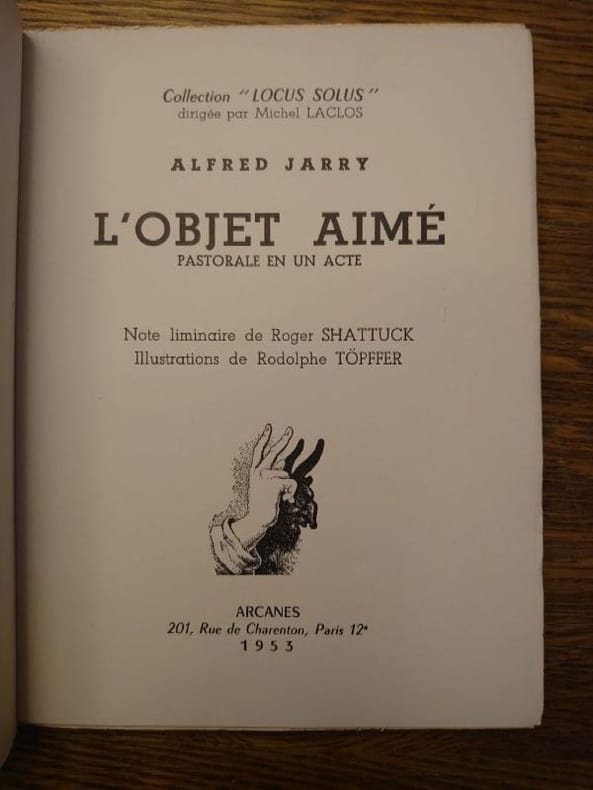 Collection "LOCUS SOLUS"
dirigée par Michel LACLOS
ALFRED JARRY
L'OBJET AIMÉ
PASTORALE EN UN ACTE
Note liminaire de Roger SHATTUCK
Illustrations de Rodolphe TÖPFFER
ARCANES
201, Rue de Charenton, Paris 12e
1953